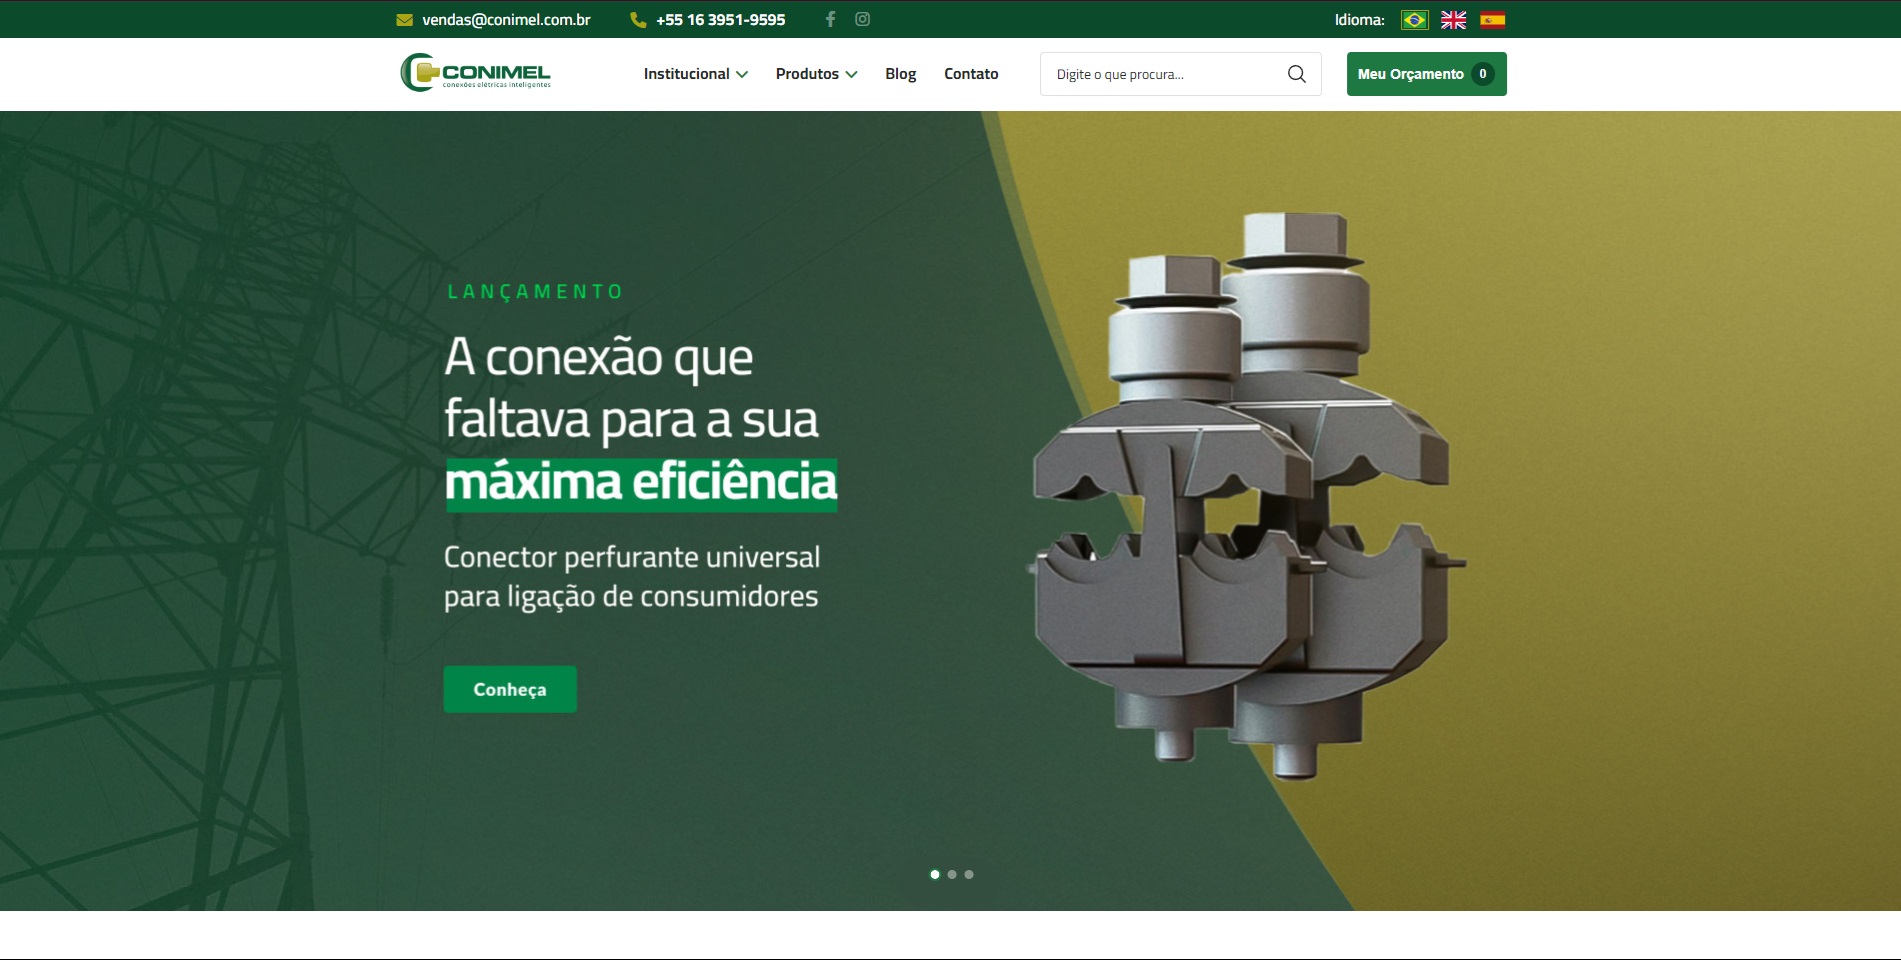 vendas@conimel.com.br
+55 16 3951-9595
Idioma:
CONIMEL
conexões elétricas inteligentes
Institucional
Produtos
Blog
Contato
Digite o que procura...
Meu Orçamento 0
LANÇAMENTO
A conexão que
faltava para a sua
máxima eficiência
Conector perfurante universal
para ligação de consumidores
Conheça